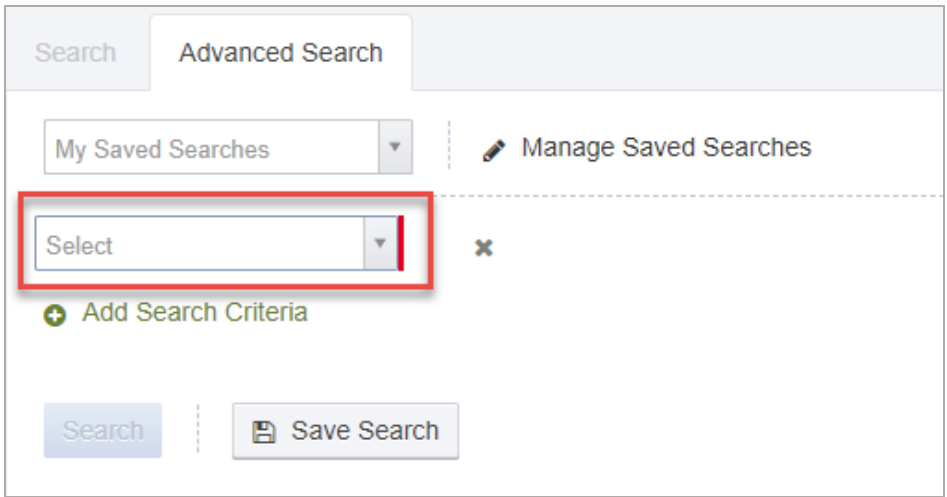 Search Advanced Search
My Saved Searches Manage Saved Searches
Select
Add Search Criteria
Search Save Search